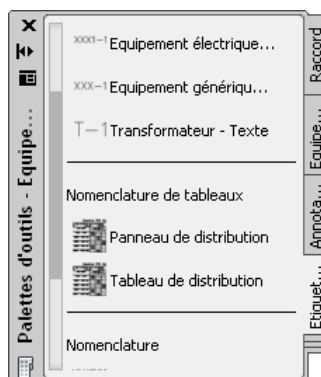 XXX1-1 Equipement électrique...
XXX-1 Equipement génériqu...
T-1 Transformateur - Texte
Nomenclature de tableaux
Panneau de distribution
Tableau de distribution
Nomenclature
Palettes d'outils - Equipe...
Raccord
Equipe...
Annota...
Etiquet...